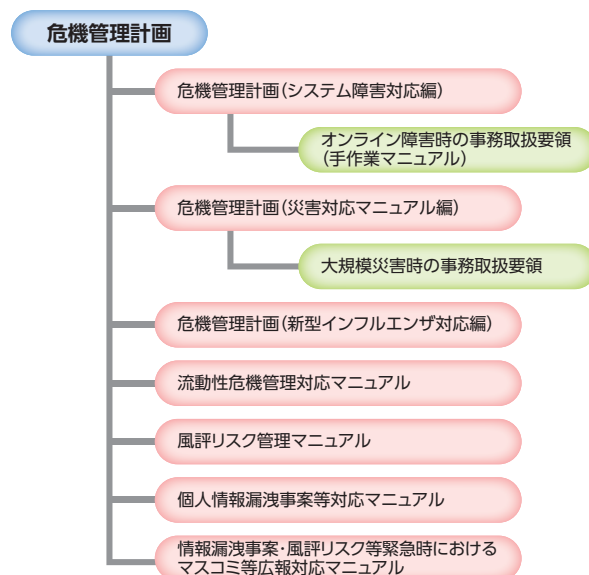 危機管理計画
危機管理計画(システム障害対応編)
オンライン障害時の事務取扱要領
(手作業マニュアル)
危機管理計画(災害対応マニュアル編)
大規模災害時の事務取扱要領
危機管理計画(新型インフルエンザ対応編)
流動性危機管理対応マニュアル
風評リスク管理マニュアル
個人情報漏洩事案等対応マニュアル
情報漏洩事案・風評リスク等緊急時における
マスコミ等広報対応マニュアル